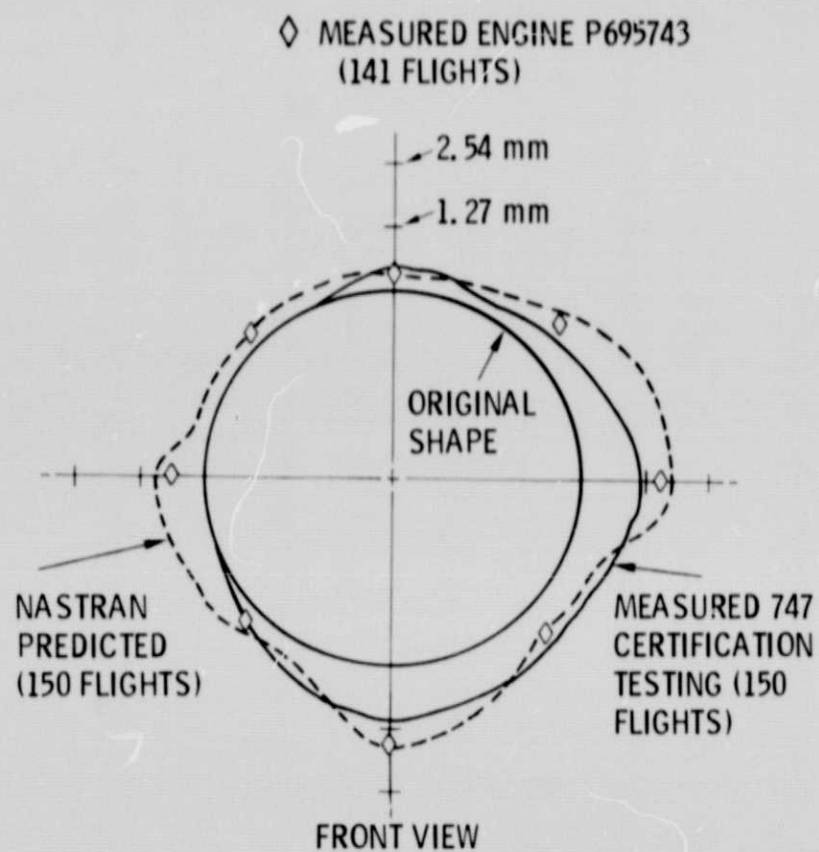 ◊ MEASURED ENGINE P695743
(141 FLIGHTS)
2.54 mm
1.27 mm
ORIGINAL
SHAPE
NASTRAN
PREDICTED
(150 FLIGHTS)
MEASURED 747
CERTIFICATION
TESTING (150
FLIGHTS)
FRONT VIEW